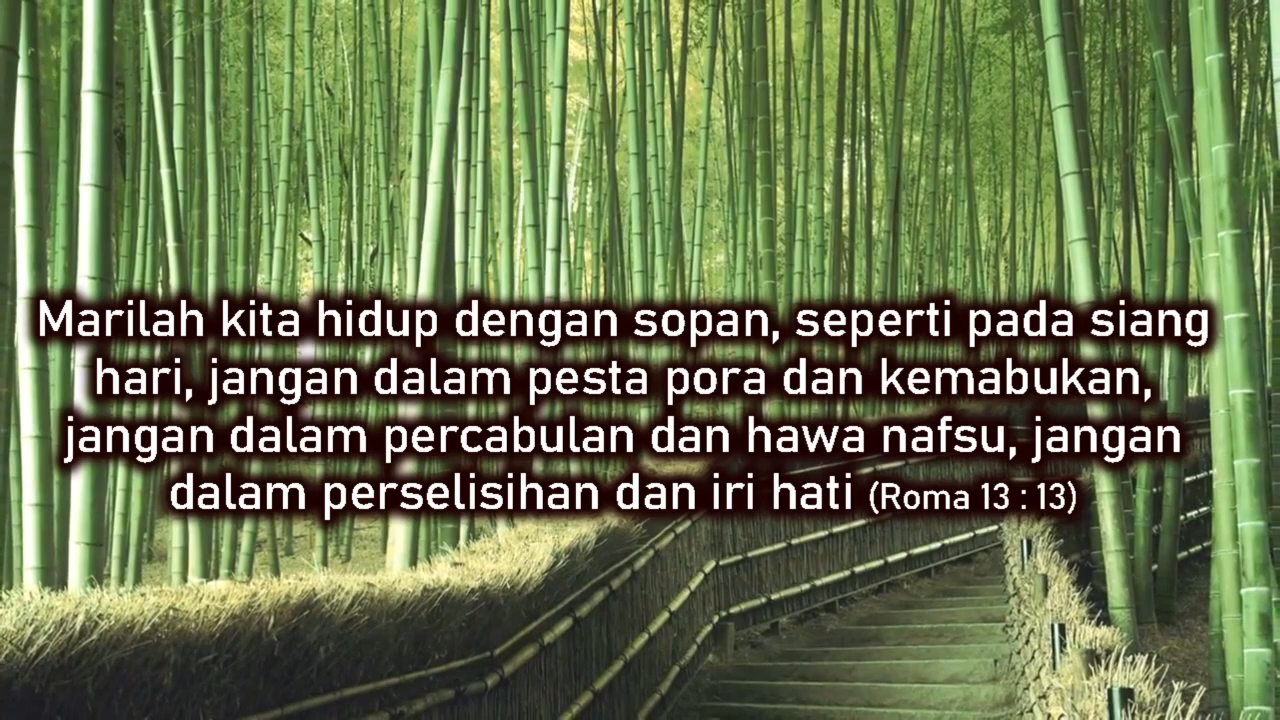 Marilah kita hidup dengan sopan, seperti pada siang
hari, jangan dalam pesta pora dan kemabukan,
jangan dalam percabulan dan hawa nafsu, jangan
dalam perselisihan dan iri hati (Roma 13 : 13)